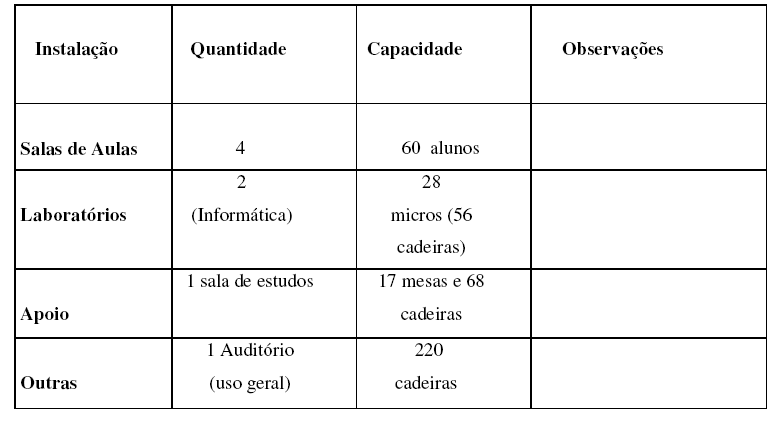 Instalação Quantidade Capacidade Observações
Salas de Aulas 4 60 alunos
2 28
Laboratórios (Informática) micros (56
cadeiras)
1 sala de estudos 17 mesas e 68
Apoio cadeiras
1 Auditório 220
Outras (uso geral) cadeiras